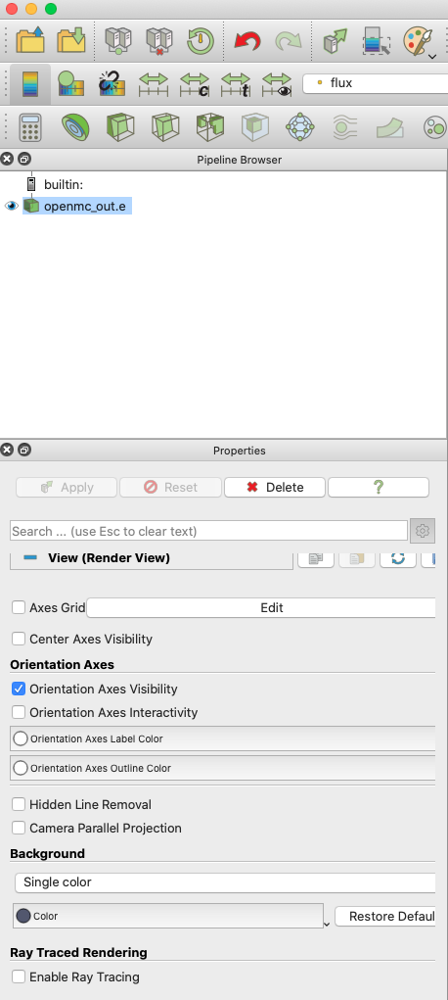 c
t
flux
Pipeline Browser
builtin:
openmc_out.e
Properties
Apply
Reset
Delete
?
Search ... (use Esc to clear text)
View (Render View)
Axes Grid
Edit
Center Axes Visibility
Orientation Axes
Orientation Axes Visibility
Orientation Axes Interactivity
Orientation Axes Label Color
Orientation Axes Outline Color
Hidden Line Removal
Camera Parallel Projection
Background
Single color
Color
Restore Defaul
Ray Traced Rendering
Enable Ray Tracing